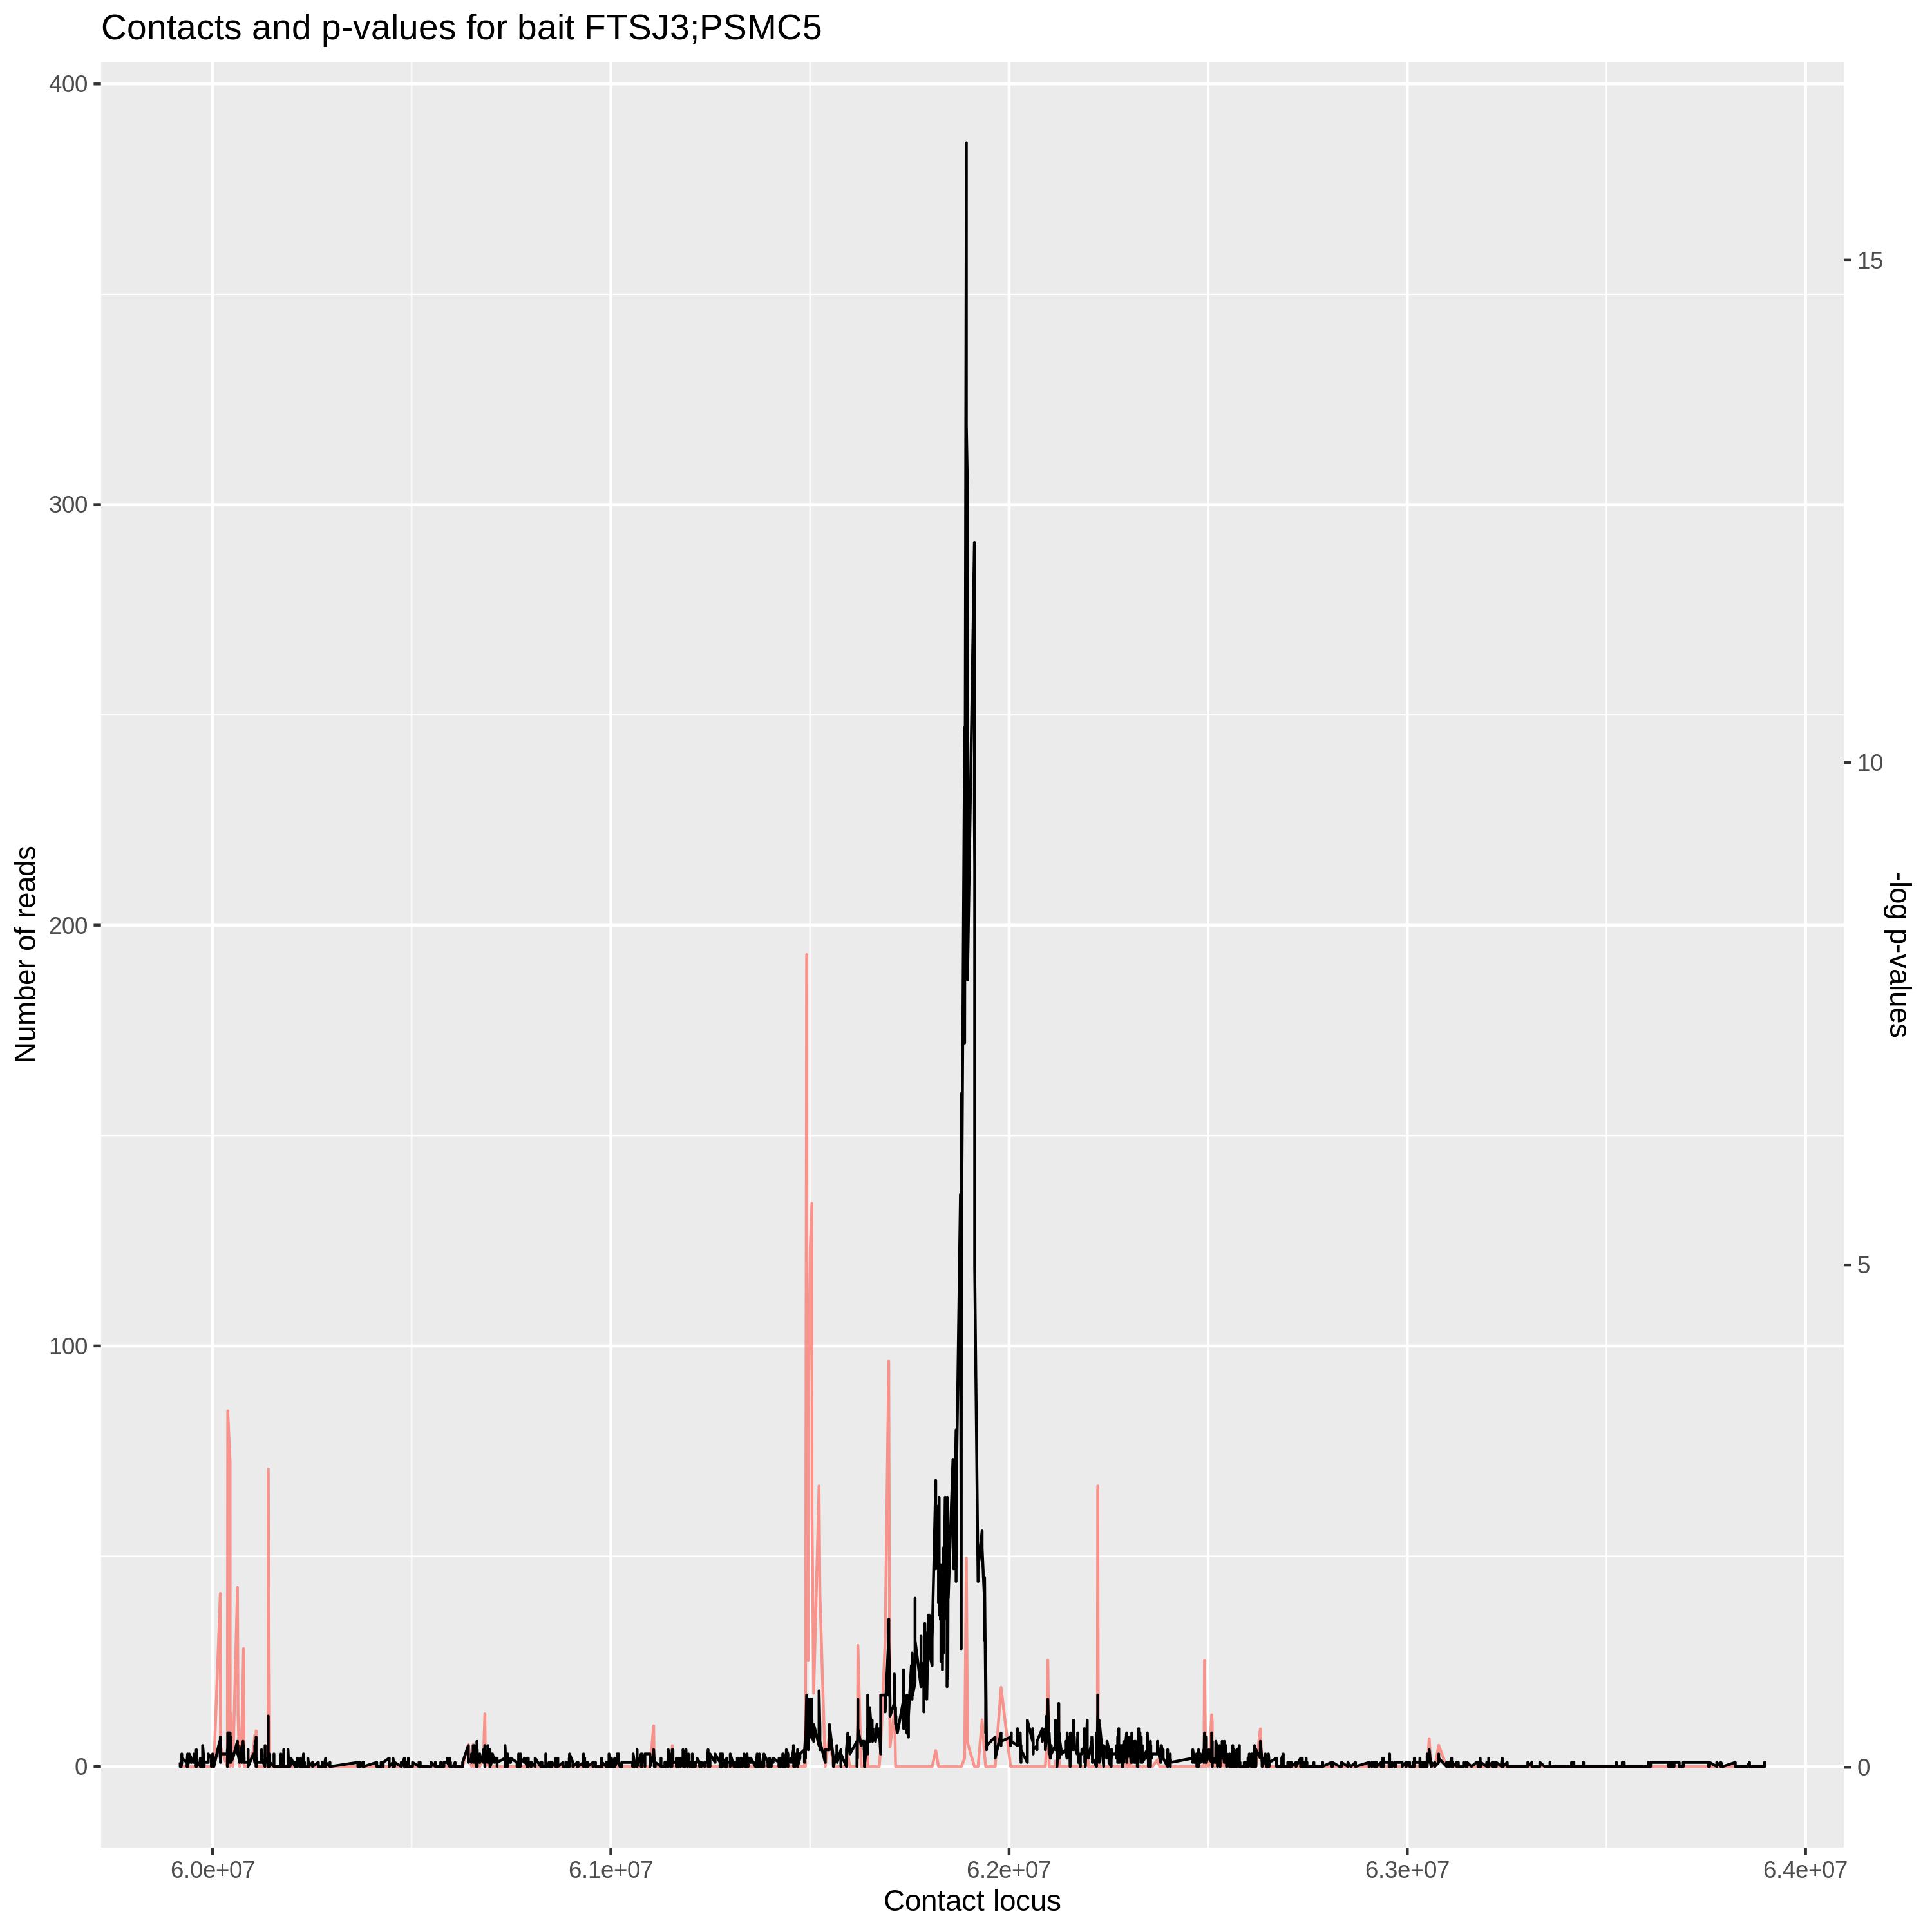 Contacts and p-values for bait FTSJ3;PSMC5
400
300
200
100
0
Number of reads
15
10
5
0
-log p-values
6.0e+07 6.1e+07 6.2e+07 6.3e+07 6.4e+07
Contact locus